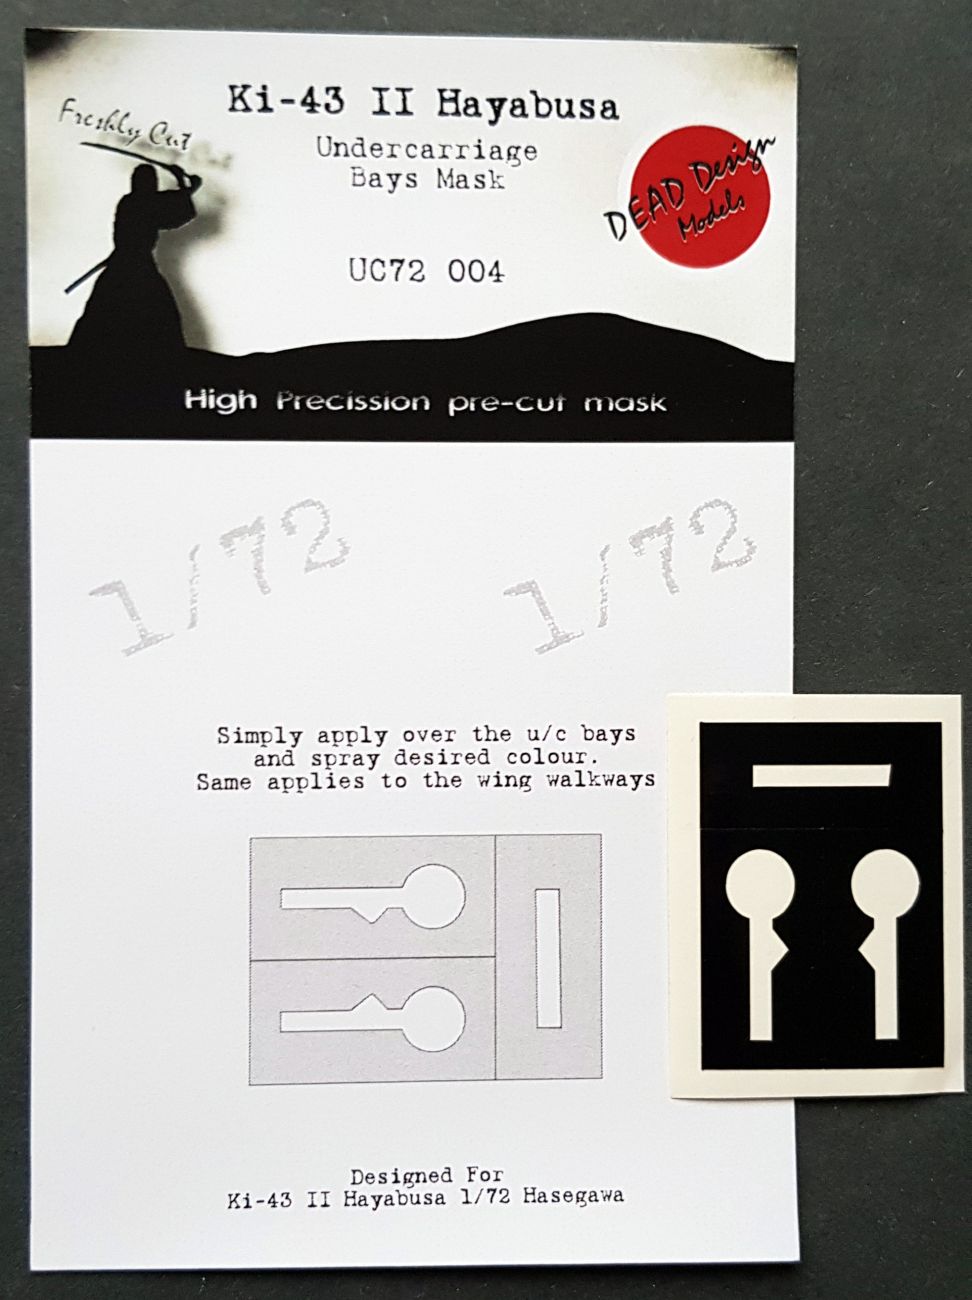 Ki-43 II Hayabusa
Freshly Cut
Undercarriage
Bays Mask
DEAD Design
Models
UC72 004
High Precission pre-cut mask
1/72 1/72
Simply apply over the u/c bays
and spray desired colour.
Same applies to the wing walkways
Designed For
Ki-43 II Hayabusa 1/72 Hasegawa